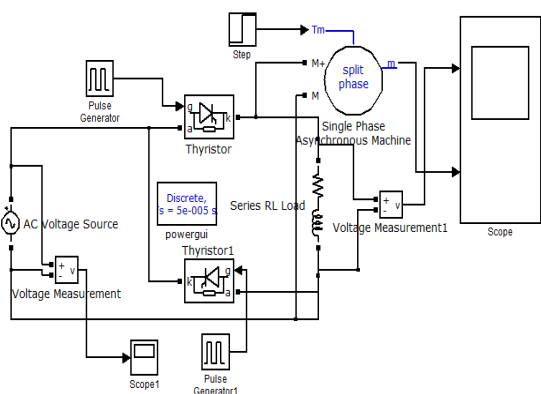 Tm
Step
M+
m
split
phase
M
Pulse
Generator
g
k
a
Thyristor
Single Phase
Asynchronous Machine
Discrete,
s = 5e-005 s
powergui
Series RL Load
+
v
-
Voltage Measurement1
Scope
AC Voltage Source
Thyristor1
+
v
-
Voltage Measurement
k
g
a
Scope1
Pulse
Generator1